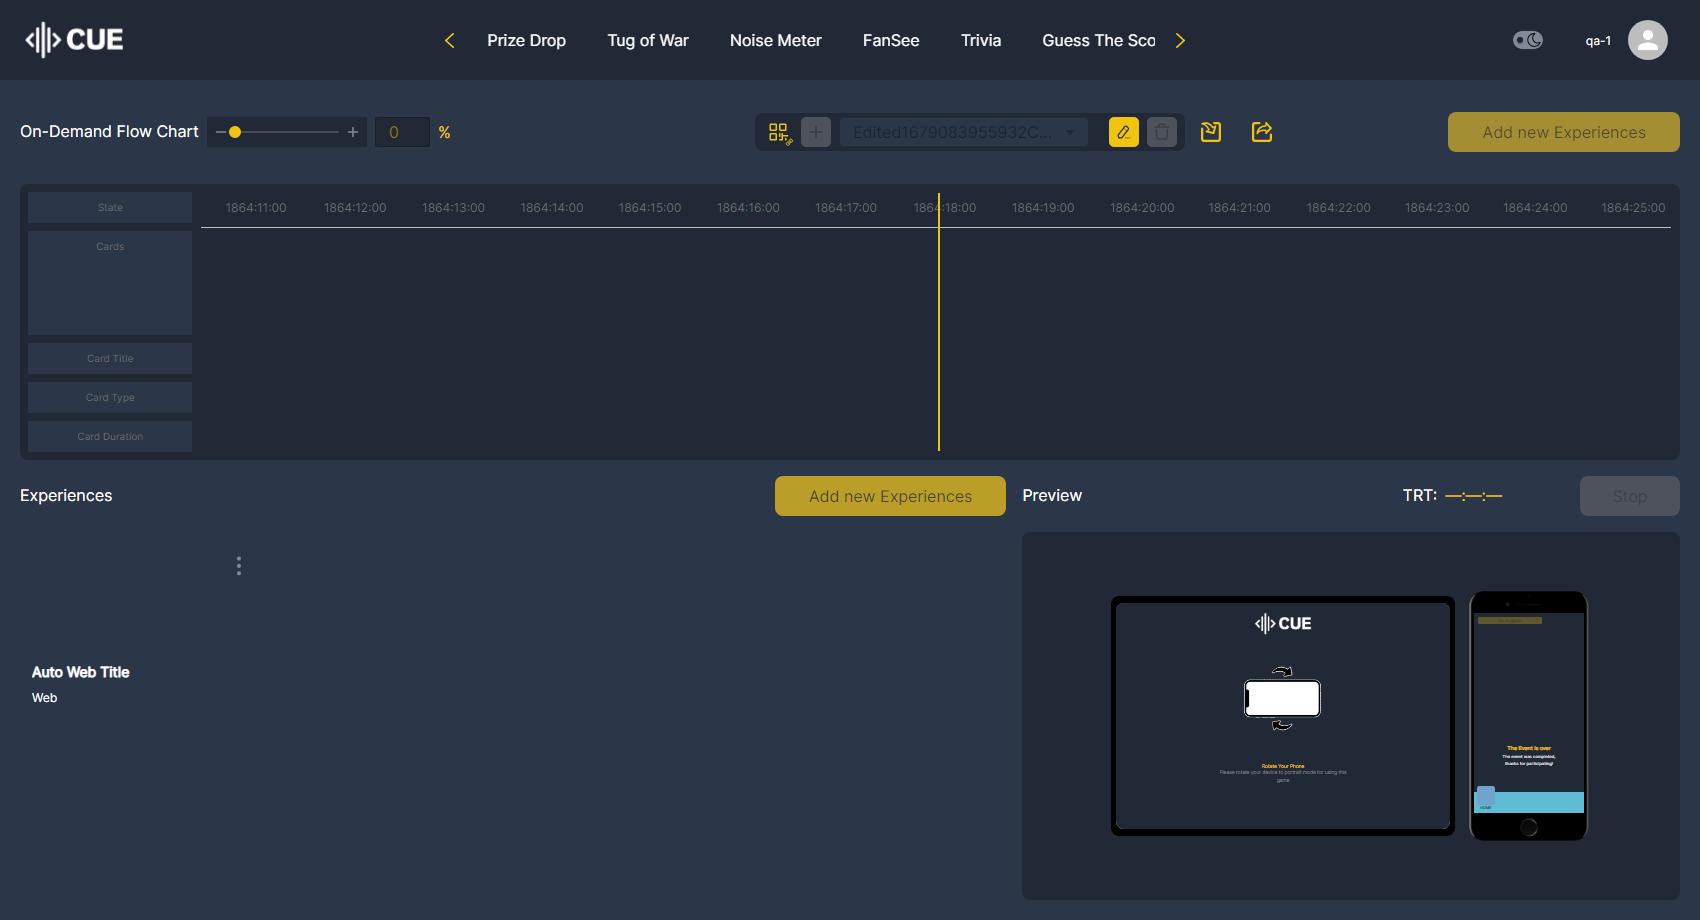 CUE
Prize Drop
Tug of War
Noise Meter
FanSee
Trivia
Guess The Sco
qa-1
On-Demand Flow Chart
0
%
Edited1679083955932C...
Add new Experiences
State
1864:11:00
1864:12:00
1864:13:00
1864:14:00
1864:15:00
1864:16:00
1864:17:00
1864:18:00
1864:19:00
1864:20:00
1864:21:00
1864:22:00
1864:23:00
1864:24:00
1864:25:00
Cards
Card Title
Card Type
Card Duration
Experiences
Add new Experiences
Preview
TRT: —:—:—
Stop
Auto Web Title
Web
CUE
Rotate Your Phone
Please rotate your device to portrait mode for using this
game
The Event is over
The event was completed,
thanks for participating!
HOME